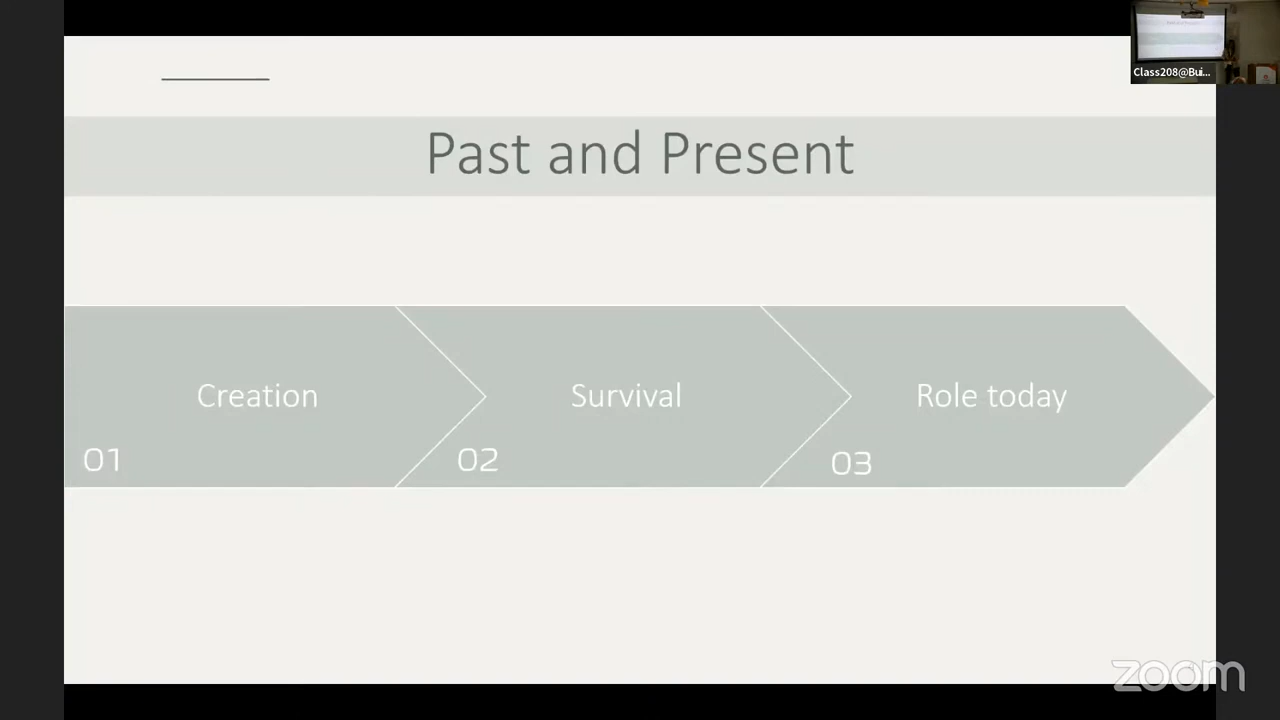 Class208@Bui...
Past and Present
Creation
Survival
Role today
01
02
03
zoom